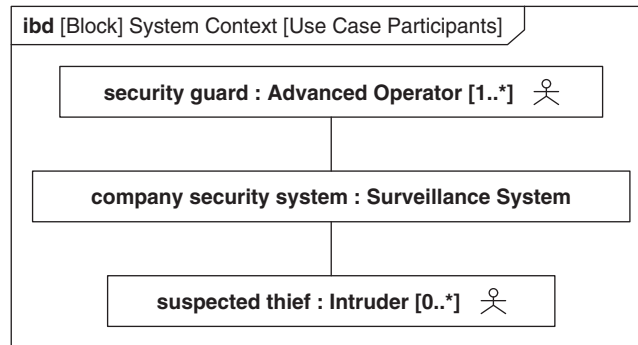 ibd [Block] System Context [Use Case Participants]
security guard : Advanced Operator [1..*]
company security system : Surveillance System
suspected thief : Intruder [0..*]